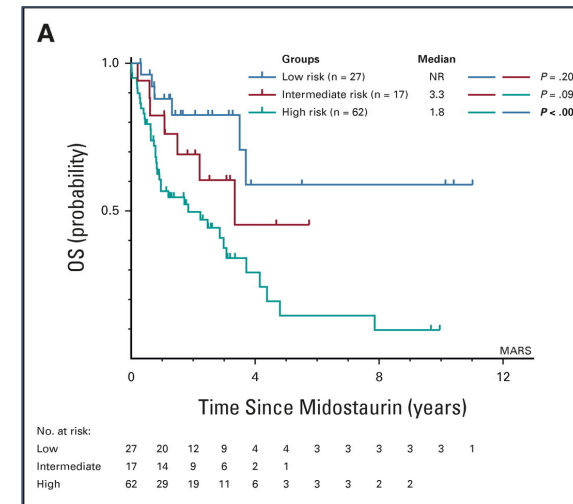 A
Groups Median
Low risk (n = 27) NR P = .20
Intermediate risk (n = 17) 3.3 P = .09
High risk (n = 62) 1.8 P < .00
1.0
0.5
OS (probability)
MARS
0 4 8 12
Time Since Midostaurin (years)
No. at risk:
Low 27 20 12 9 4 4 3 3 3 3 3 1
Intermediate 17 14 9 6 2 1
High 62 29 19 11 6 3 3 3 2 2